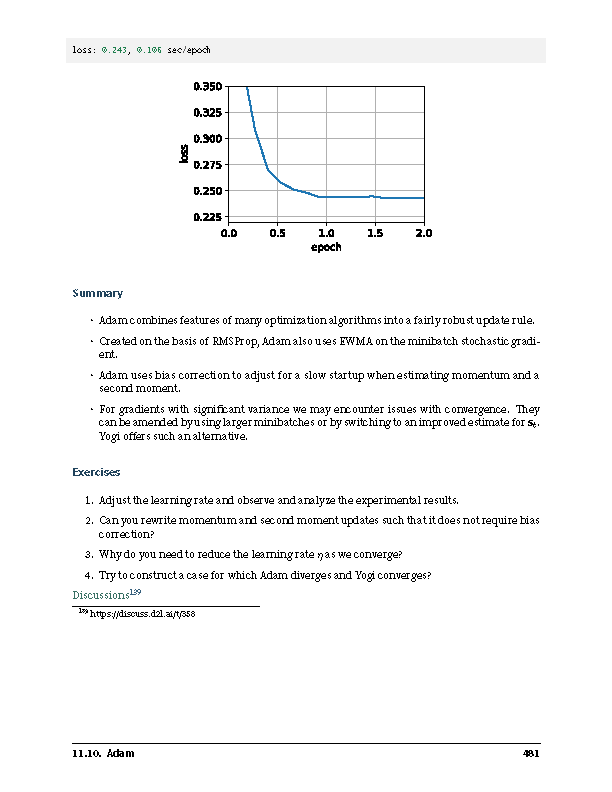 loss: 0.243, 0.106 sec/epoch
0.350
0.325
0.300
0.275
0.250
0.225
loss
0.0 0.5 1.0 1.5 2.0
epoch
Summary
• Adam combines features of many optimization algorithms into a fairly robust update rule.
• Created on the basis of RMSProp, Adam also uses EWMA on the minibatch stochastic gradi-
ent.
• Adam uses bias correction to adjust for a slow startup when estimating momentum and a
second moment.
• For gradients with significant variance we may encounter issues with convergence. They
can be amended by using larger minibatches or by switching to an improved estimate for sₜ.
Yogi offers such an alternative.
Exercises
1. Adjust the learning rate and observe and analyze the experimental results.
2. Can you rewrite momentum and second moment updates such that it does not require bias
correction?
3. Why do you need to reduce the learning rate η as we converge?
4. Try to construct a case for which Adam diverges and Yogi converges?
Discussions¹³⁹
¹³⁹ https://discuss.d2l.ai/t/358
11.10. Adam 481